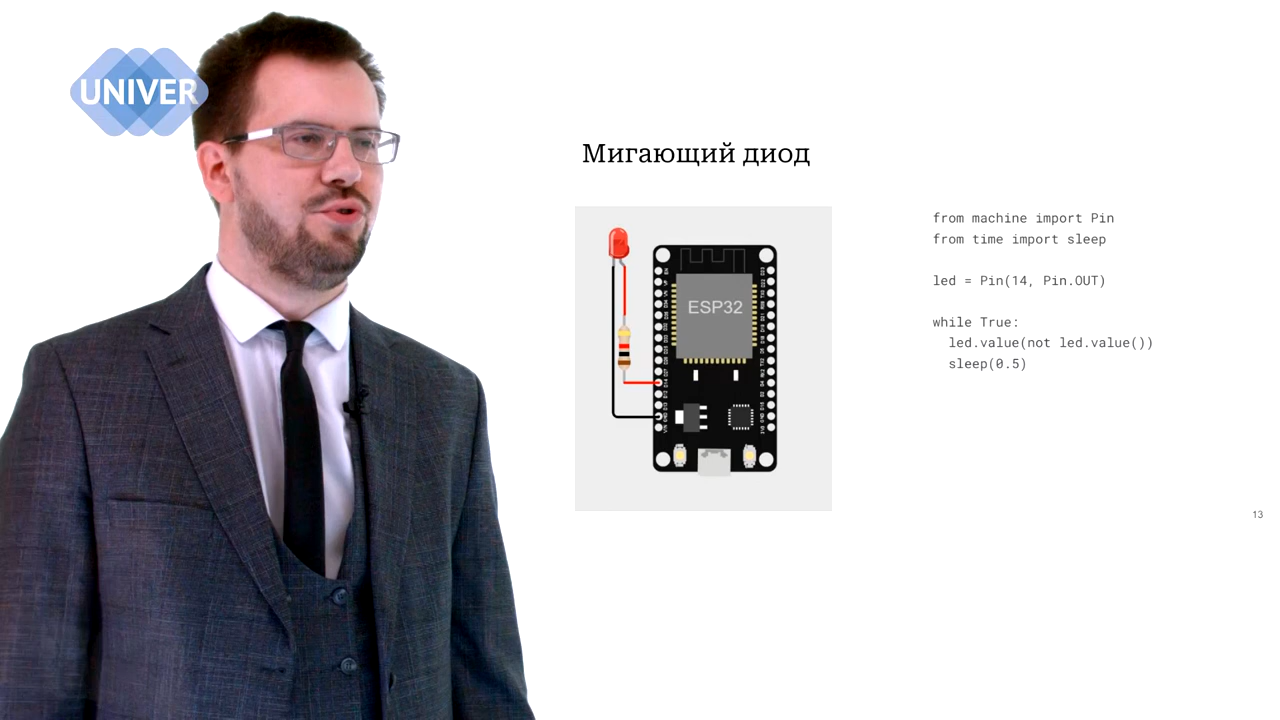 UNIVER
Мигающий диод
ESP32
from machine import Pin
from time import sleep
led = Pin(14, Pin.OUT)
while True:
led.value(not led.value())
sleep(0.5)
13